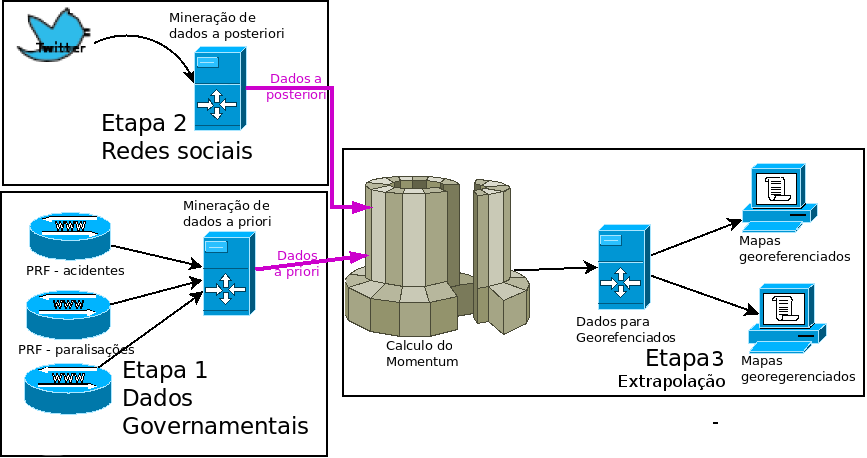 Twitter
Mineração de
dados a posteriori
Dados a
posteriori
Etapa 2
Redes sociais
Mineração de
dados a priori
WWW
PRF - acidentes
Dados
a priori
WWW
PRF - paralisações
WWW
Etapa 1
Dados
Governamentais
Calculo do
Momentum
Dados para
Georefenciados
Mapas
georeferenciados
Mapas
georegerenciados
Etapa3
Extrapolação
-